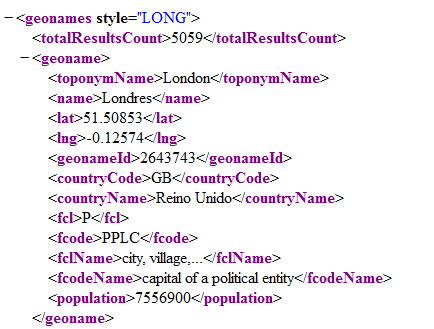 −<geonames style="LONG">
<totalResultsCount>5059</totalResultsCount>
−<geoname>
<toponymName>London</toponymName>
<name>Londres</name>
<lat>51.50853</lat>
<lng>-0.12574</lng>
<geonameId>2643743</geonameId>
<countryCode>GB</countryCode>
<countryName>Reino Unido</countryName>
<fcl>P</fcl>
<fcode>PPLC</fcode>
<fclName>city, village,...</fclName>
<fcodeName>capital of a political entity</fcodeName>
<population>7556900</population>
</geoname>